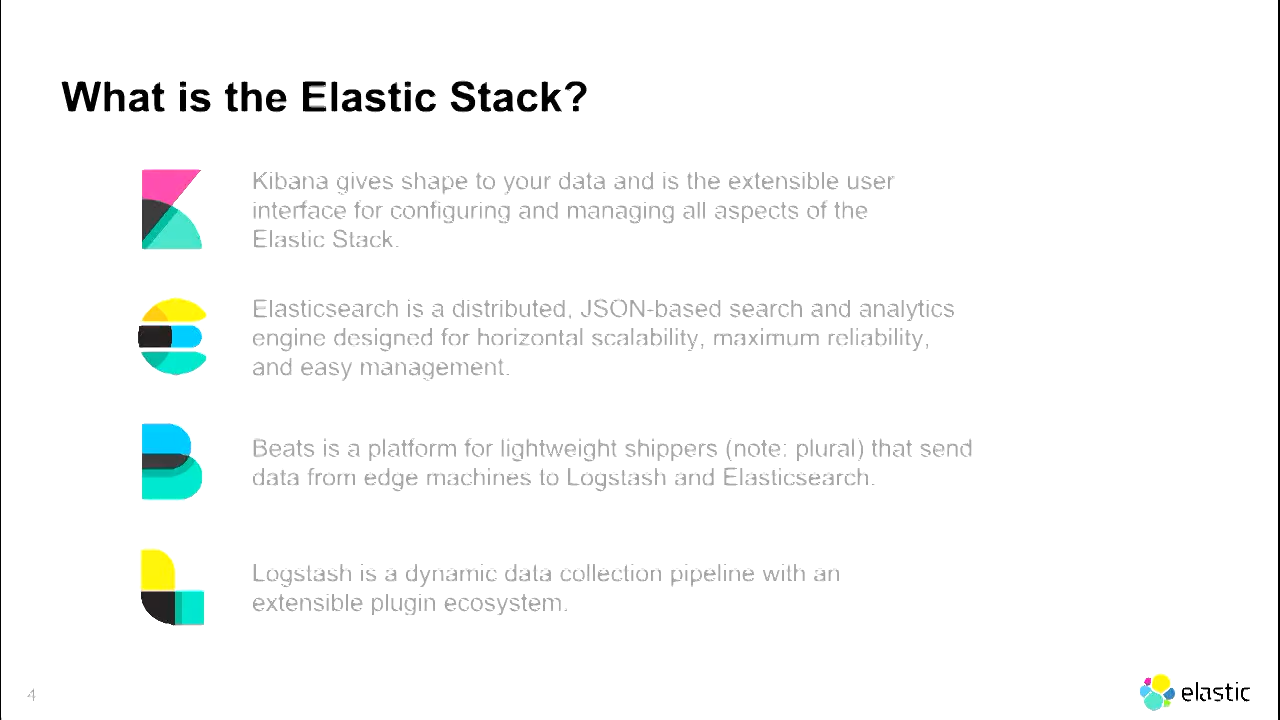 What is the Elastic Stack?
Kibana gives shape to your data and is the extensible user
interface for configuring and managing all aspects of the
Elastic Stack.
Elasticsearch is a distributed, JSON-based search and analytics
engine designed for horizontal scalability, maximum reliability,
and easy management.
Beats is a platform for lightweight shippers (note: plural) that send
data from edge machines to Logstash and Elasticsearch.
Logstash is a dynamic data collection pipeline with an
extensible plugin ecosystem.
4
elastic